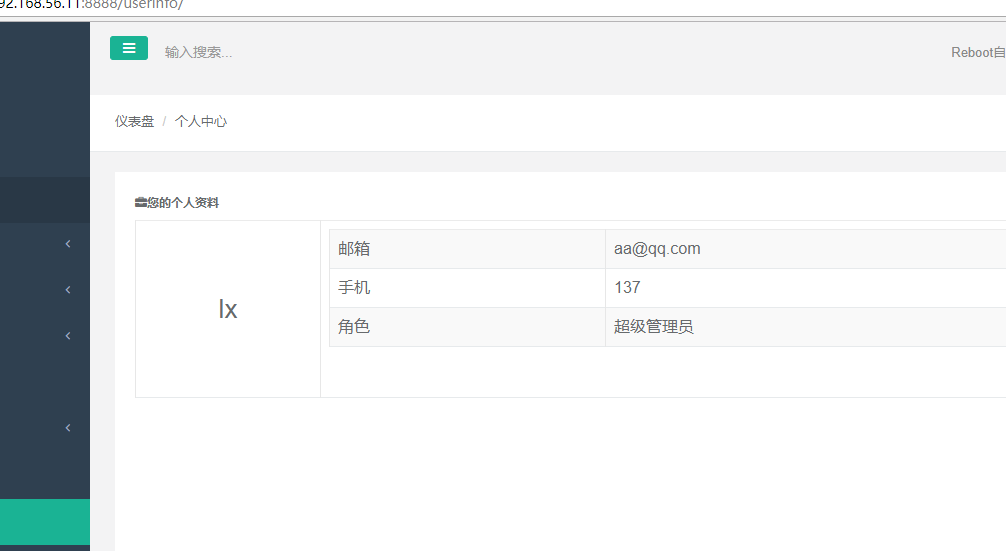 92.168.56.11:8888/userinfo/
输入搜索...
Reboot自
仪表盘 / 个人中心
您的个人资料
lx
邮箱 aa@qq.com
手机 137
角色 超级管理员